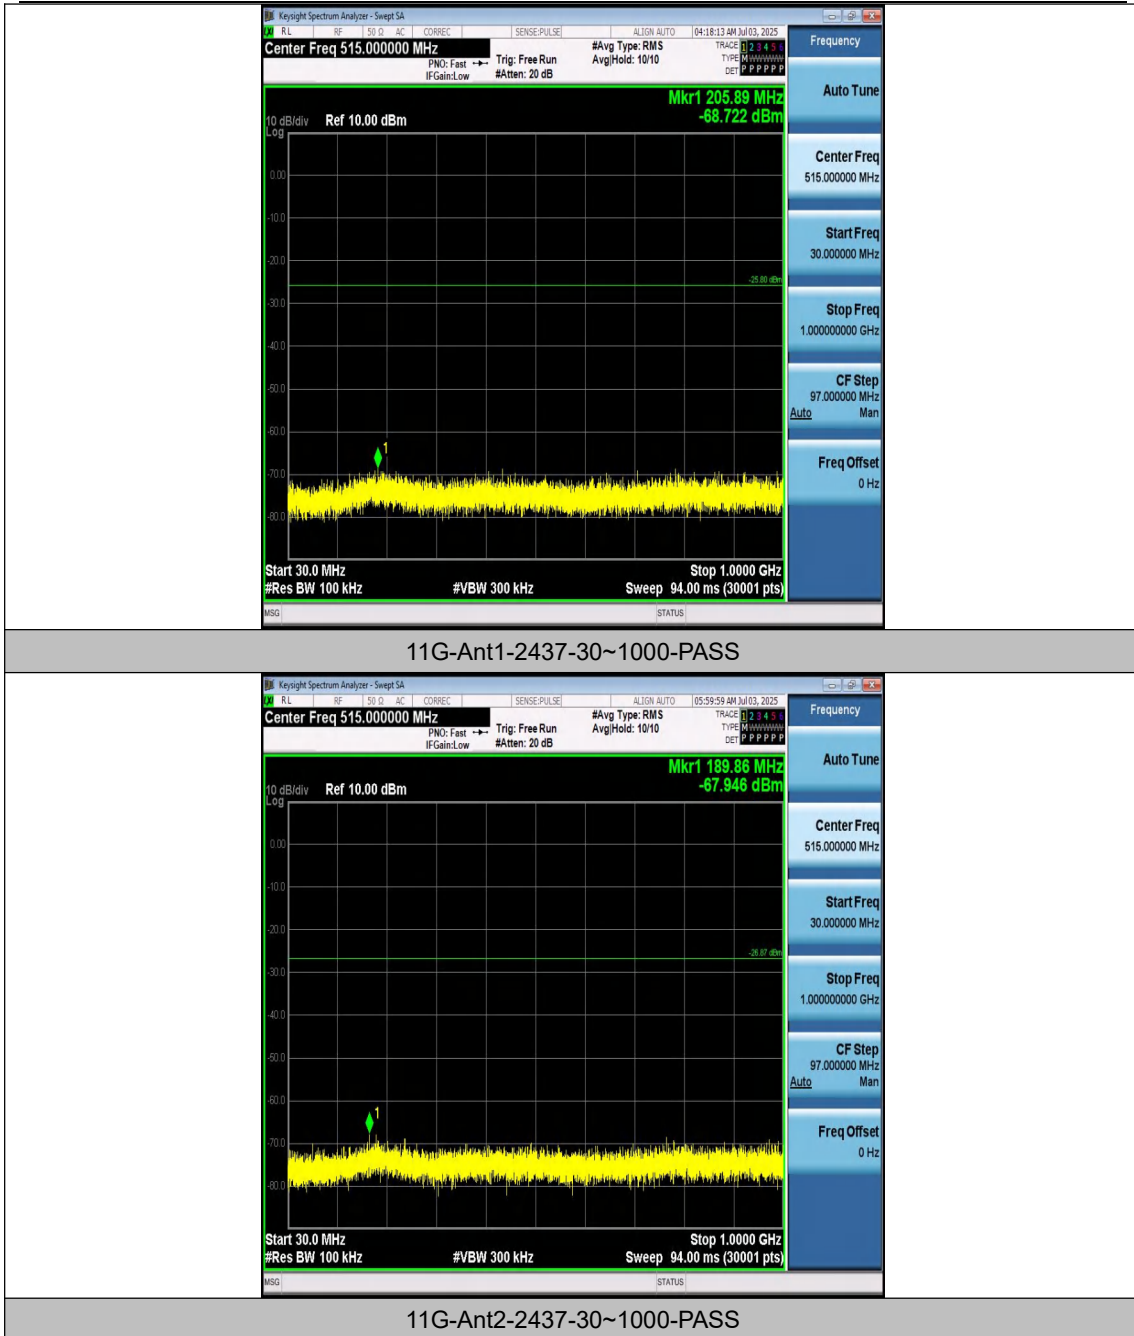 Keysight Spectrum Analyzer - Swept SA
RL RF 50 Ω AC CORREC SENSE:PULSE ALIGN AUTO 04:18:13 AM Jul 03, 2025
Center Freq 515.000000 MHz
PNO: Fast
IFGain:Low
Trig: Free Run
#Atten: 20 dB
#Avg Type: RMS
Avg|Hold: 10/10
TRACE 1 2 3 4 5 6
TYPE M
DET P P P P P P
Frequency
Mkr1 205.89 MHz
-68.722 dBm
10 dB/div Ref 10.00 dBm
Log
0.00
-10.0
-20.0
-25.80 dBm
-30.0
-40.0
-50.0
-60.0
1
-70.0
-80.0
Start 30.0 MHz Stop 1.0000 GHz
#Res BW 100 kHz #VBW 300 kHz Sweep 94.00 ms (30001 pts)
MSG STATUS
Auto Tune
Center Freq
515.000000 MHz
Start Freq
30.000000 MHz
Stop Freq
1.000000000 GHz
CF Step
97.000000 MHz
Auto Man
Freq Offset
0 Hz
11G-Ant1-2437-30~1000-PASS
Keysight Spectrum Analyzer - Swept SA
RL RF 50 Ω AC CORREC SENSE:PULSE ALIGN AUTO 05:59:59 AM Jul 03, 2025
Center Freq 515.000000 MHz
PNO: Fast
IFGain:Low
Trig: Free Run
#Atten: 20 dB
#Avg Type: RMS
Avg|Hold: 10/10
TRACE 1 2 3 4 5 6
TYPE M
DET P P P P P P
Frequency
Mkr1 189.86 MHz
-67.946 dBm
10 dB/div Ref 10.00 dBm
Log
0.00
-10.0
-20.0
-26.87 dBm
-30.0
-40.0
-50.0
-60.0
1
-70.0
-80.0
Start 30.0 MHz Stop 1.0000 GHz
#Res BW 100 kHz #VBW 300 kHz Sweep 94.00 ms (30001 pts)
MSG STATUS
Auto Tune
Center Freq
515.000000 MHz
Start Freq
30.000000 MHz
Stop Freq
1.000000000 GHz
CF Step
97.000000 MHz
Auto Man
Freq Offset
0 Hz
11G-Ant2-2437-30~1000-PASS